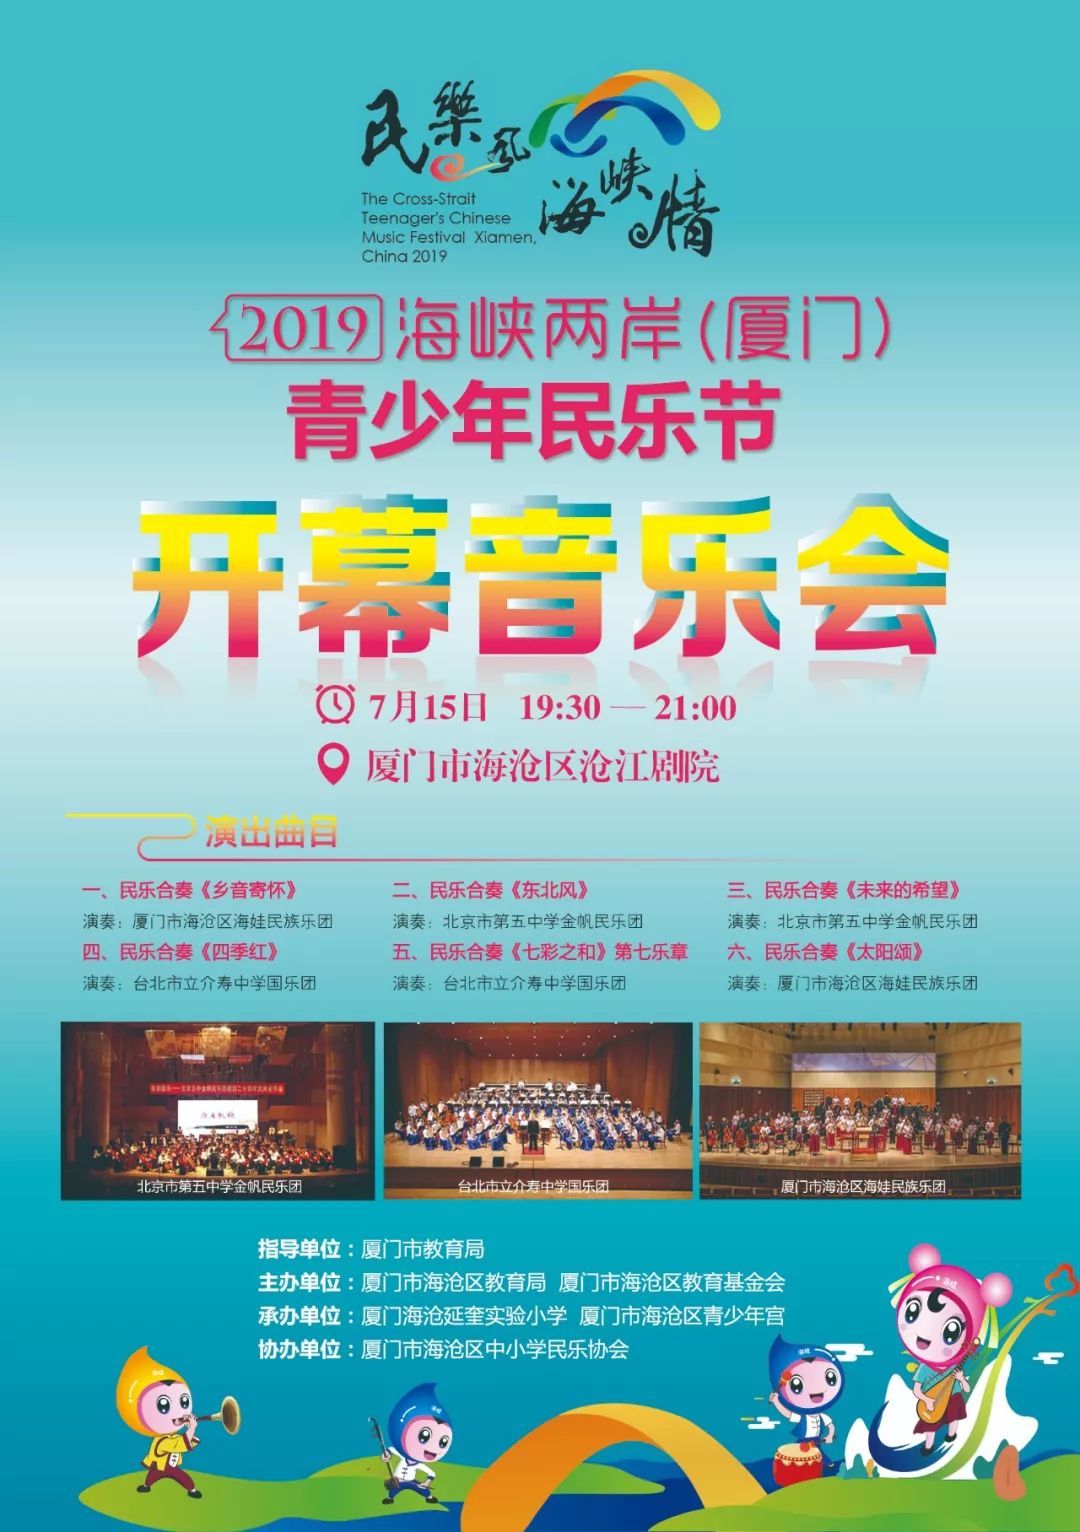 民樂風
海峡情
The Cross-Strait
Teenager's Chinese
Music Festival Xiamen,
China 2019
2019海峡两岸(厦门)
青少年民乐节
开幕音乐会
7月15日 19:30 — 21:00
厦门市海沧区沧江剧院
演出曲目
一、民乐合奏《乡音寄怀》
演奏：厦门市海沧区海娃民族乐团
二、民乐合奏《东北风》
演奏：北京市第五中学金帆民乐团
三、民乐合奏《未来的希望》
演奏：北京市第五中学金帆民乐团
四、民乐合奏《四季红》
演奏：台北市立介寿中学国乐团
五、民乐合奏《七彩之和》第七乐章
演奏：台北市立介寿中学国乐团
六、民乐合奏《太阳颂》
演奏：厦门市海沧区海娃民族乐团
北京市第五中学金帆民乐团
台北市立介寿中学国乐团
厦门市海沧区海娃民族乐团
指导单位：厦门市教育局
主办单位：厦门市海沧区教育局 厦门市海沧区教育基金会
承办单位：厦门海沧延奎实验小学 厦门市海沧区青少年宫
协办单位：厦门市海沧区中小学民乐协会